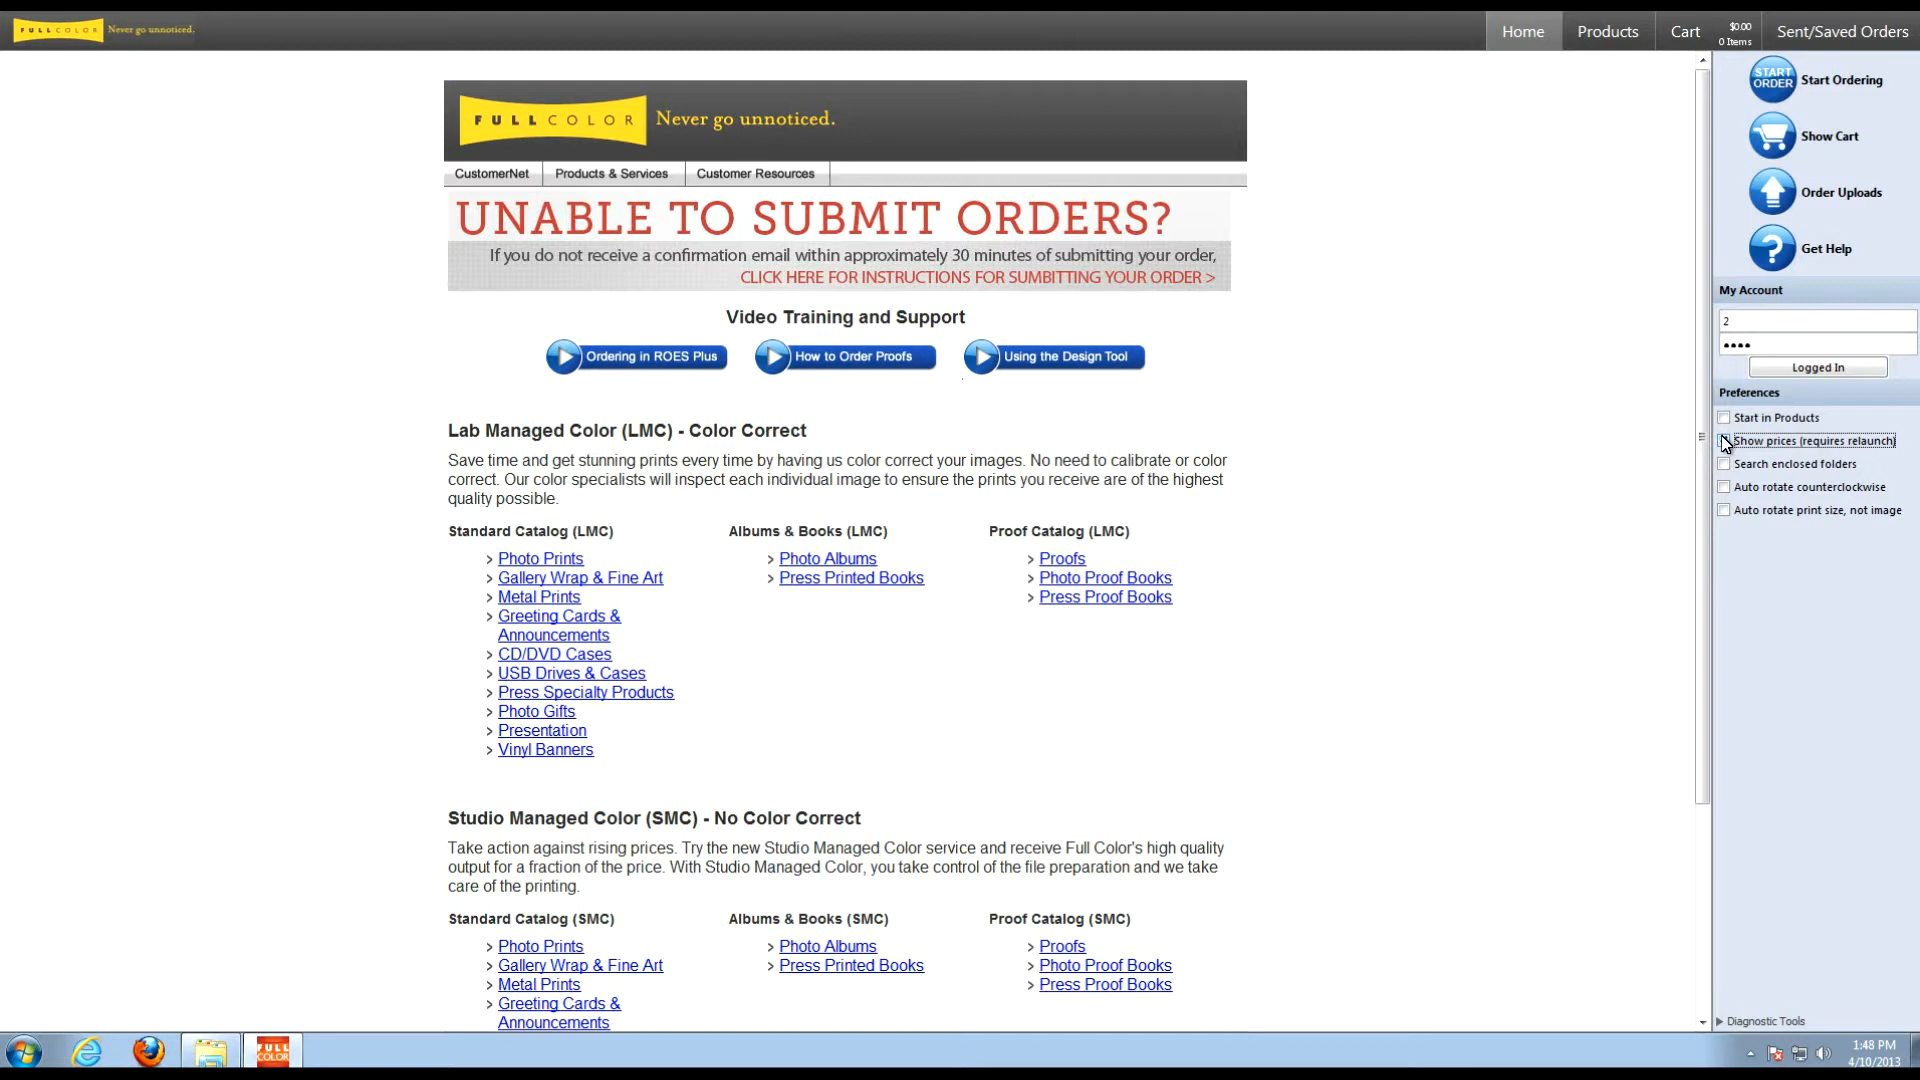 FULLCOLOR Never go unnoticed.
Home Products Cart $0.00 0 Items Sent/Saved Orders
START ORDER Start Ordering
Show Cart
Order Uploads
? Get Help
My Account
2
Logged In
Preferences
Start in Products
Show prices (requires relaunch)
Search enclosed folders
Auto rotate counterclockwise
Auto rotate print size, not image
Diagnostic Tools
FULLCOLOR Never go unnoticed.
CustomerNet Products & Services Customer Resources
UNABLE TO SUBMIT ORDERS?
If you do not receive a confirmation email within approximately 30 minutes of submitting your order,
CLICK HERE FOR INSTRUCTIONS FOR SUMBITTING YOUR ORDER >
Video Training and Support
Ordering in ROES Plus How to Order Proofs Using the Design Tool
Lab Managed Color (LMC) - Color Correct
Save time and get stunning prints every time by having us color correct your images. No need to calibrate or color
correct. Our color specialists will inspect each individual image to ensure the prints you receive are of the highest
quality possible.
Standard Catalog (LMC)
> Photo Prints
> Gallery Wrap & Fine Art
> Metal Prints
> Greeting Cards &
Announcements
> CD/DVD Cases
> USB Drives & Cases
> Press Specialty Products
> Photo Gifts
> Presentation
> Vinyl Banners
Albums & Books (LMC)
> Photo Albums
> Press Printed Books
Proof Catalog (LMC)
> Proofs
> Photo Proof Books
> Press Proof Books
Studio Managed Color (SMC) - No Color Correct
Take action against rising prices. Try the new Studio Managed Color service and receive Full Color's high quality
output for a fraction of the price. With Studio Managed Color, you take control of the file preparation and we take
care of the printing.
Standard Catalog (SMC)
> Photo Prints
> Gallery Wrap & Fine Art
> Metal Prints
> Greeting Cards &
Announcements
Albums & Books (SMC)
> Photo Albums
> Press Printed Books
Proof Catalog (SMC)
> Proofs
> Photo Proof Books
> Press Proof Books
FULL
COLOR
1:48 PM
4/10/2013